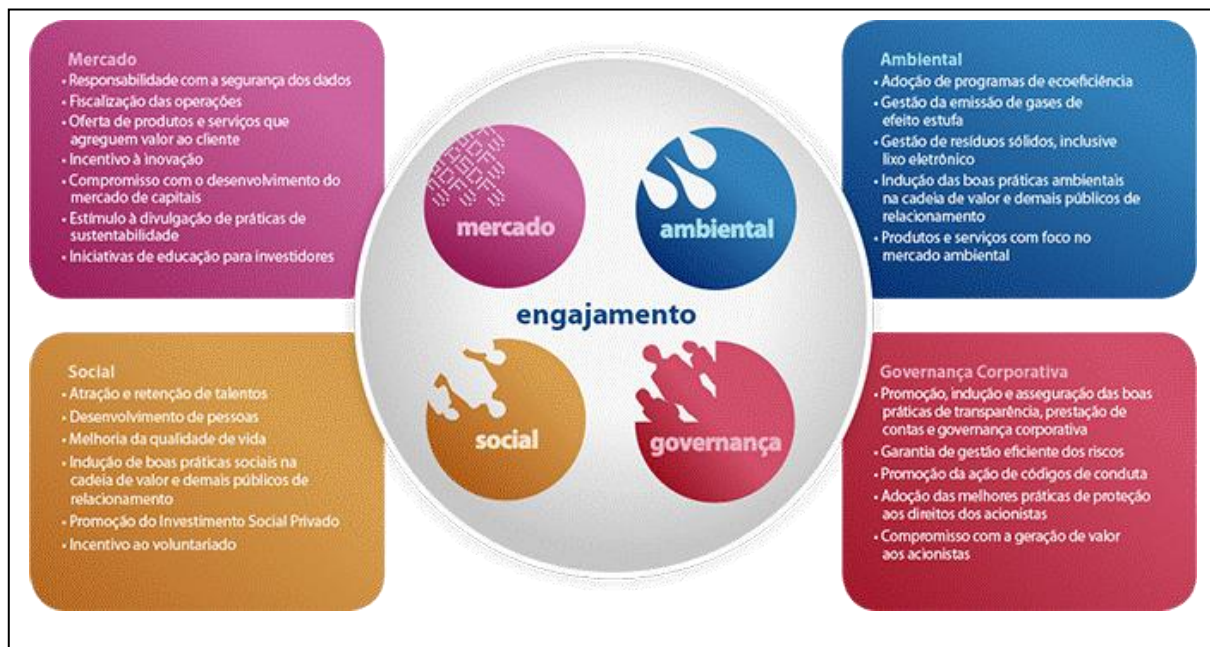 Mercado
• Responsabilidade com a segurança dos dados
• Fiscalização das operações
• Oferta de produtos e serviços que
agreguem valor ao cliente
• Incentivo à inovação
• Compromisso com o desenvolvimento do
mercado de capitais
• Estímulo à divulgação de práticas de
sustentabilidade
• Iniciativas de educação para investidores
Ambiental
• Adoção de programas de ecoeficiência
• Gestão da emissão de gases de
efeito estufa
• Gestão de resíduos sólidos, inclusive
lixo eletrônico
• Indução das boas práticas ambientais
na cadeia de valor e demais públicos de
relacionamento
• Produtos e serviços com foco no
mercado ambiental
mercado
ambiental
engajamento
social
governança
Social
• Atração e retenção de talentos
• Desenvolvimento de pessoas
• Melhoria da qualidade de vida
• Indução de boas práticas sociais na
cadeia de valor e demais públicos de
relacionamento
• Promoção do Investimento Social Privado
• Incentivo ao voluntariado
Governança Corporativa
• Promoção, indução e asseguração das boas
práticas de transparência, prestação de
contas e governança corporativa
• Garantia de gestão eficiente dos riscos
• Promoção da ação de códigos de conduta
• Adoção das melhores práticas de proteção
aos direitos dos acionistas
• Compromisso com a geração de valor
aos acionistas